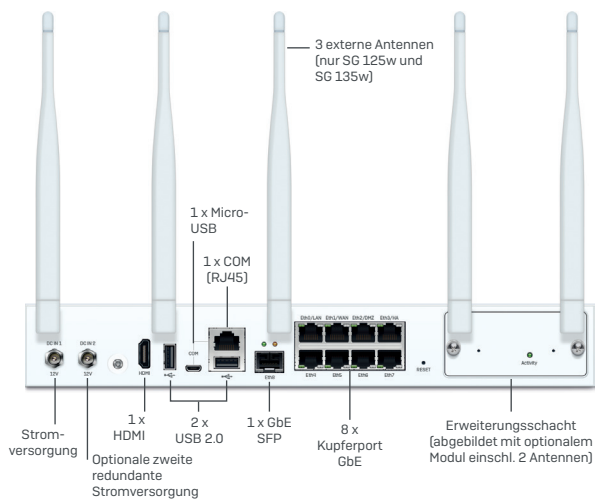 3 externe Antennen
(nur SG 125w und
SG 135w)
1 x Micro-
USB
1 x COM
(RJ45)
DC IN 1
12V
DC IN 2
12V
HDMI
COM
Eth8
Eth0/LAN Eth1/WAN Eth2/DMZ Eth3/HA
Eth4 Eth5 Eth6 Eth7
RESET
Activity
Strom-
versorgung
Optionale zweite
redundante
Stromversorgung
1 x
HDMI
2 x
USB 2.0
1 x GbE
SFP
8 x
Kupferport
GbE
Erweiterungsschacht
(abgebildet mit optionalem
Modul einschl. 2 Antennen)